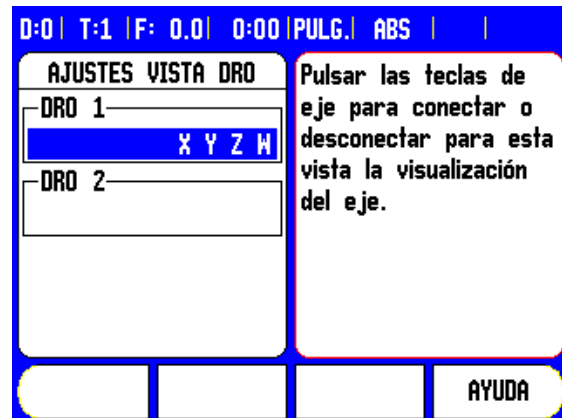 D:0 | T:1 | F: 0.0 | 0:00 | PULG. | ABS | |
AJUSTES VISTA DRO
DRO 1
X Y Z W
DRO 2
Pulsar las teclas de
eje para conectar o
desconectar para esta
vista la visualización
del eje.
AYUDA